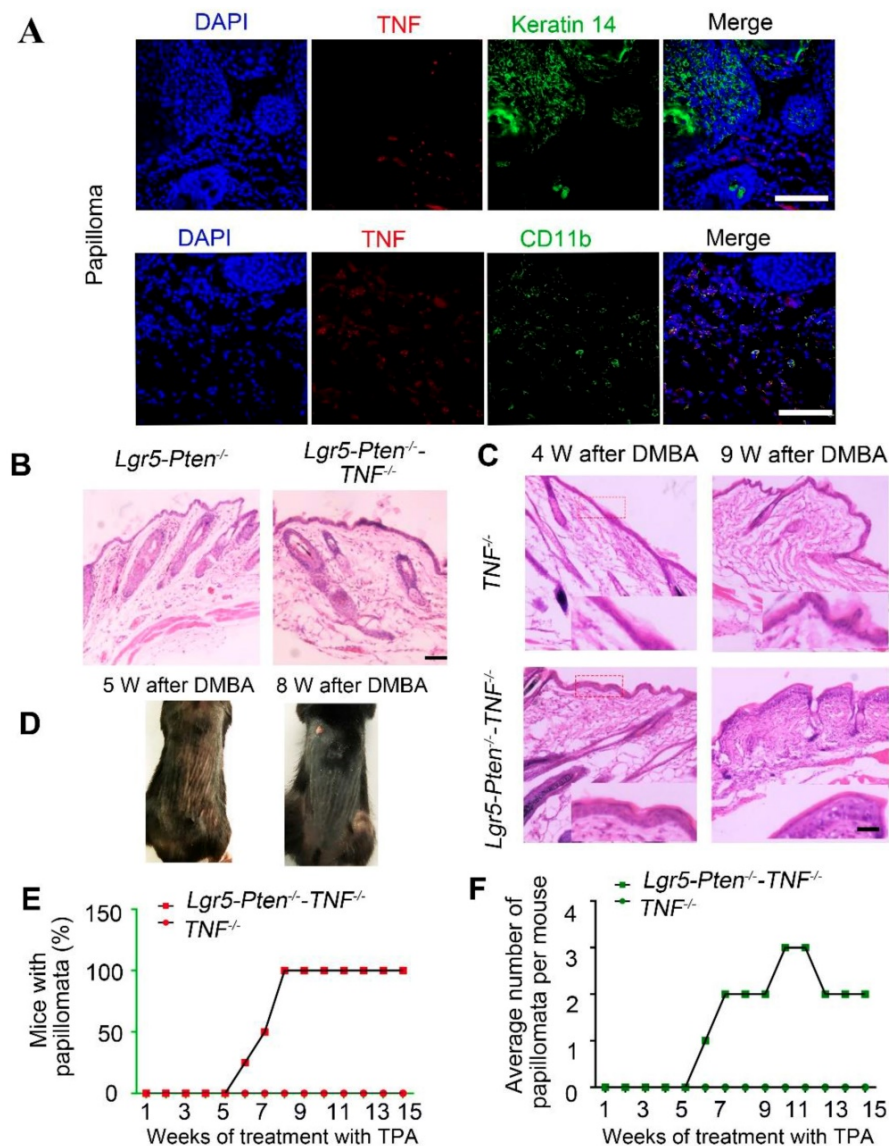 A
DAPI TNF Keratin 14 Merge
Papilloma
DAPI TNF CD11b Merge
B
Lgr5-Pten-/- Lgr5-Pten-/--
TNF-/-
C
4 W after DMBA 9 W after DMBA
TNF-/-
Lgr5-Pten-/--TNF-/-
5 W after DMBA 8 W after DMBA
D
E
Lgr5-Pten-/--TNF-/-
TNF-/-
Mice with
papillomata (%)
150
100
50
0
1 3 5 7 9 11 13 15
Weeks of treatment with TPA
F
Lgr5-Pten-/--TNF-/-
TNF-/-
Average number of
papillomata per mouse
4
3
2
1
0
1 3 5 7 9 11 13 15
Weeks of treatment with TPA